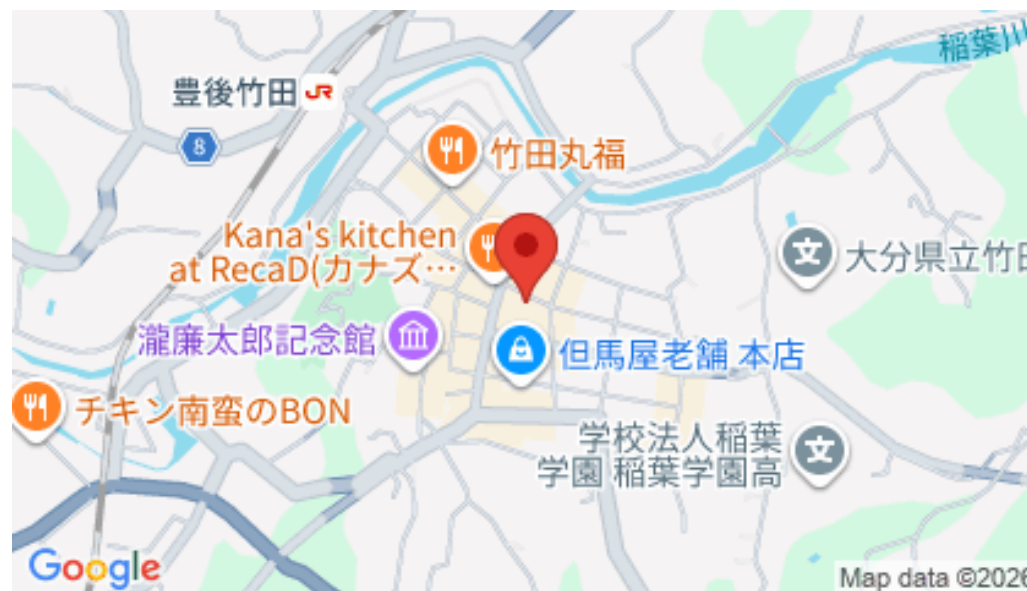 稲葉川
豊後竹田 JR
8
竹田丸福
Kana's kitchen
at RecaD(カナズ…
大分県立竹田
瀧廉太郎記念館
但馬屋老舗 本店
チキン南蛮のBON
学校法人稲葉
学園 稲葉学園高
Google
Map data ©2026